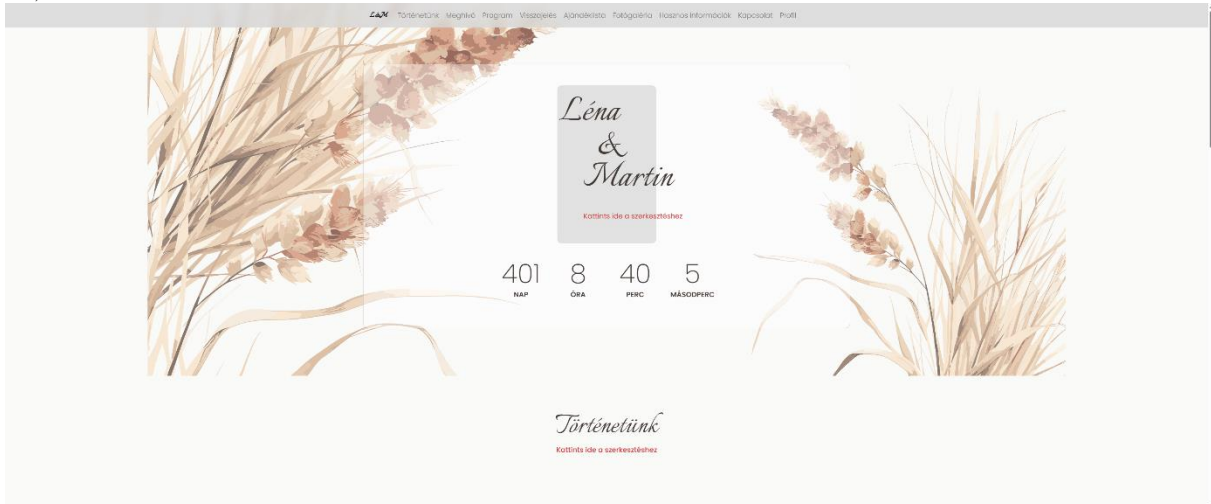 L&M Történetünk Meghívó Program Visszajelés Ajándéklista Fotógaléria Hasznos Információk Kapcsolat Profil
Léna
&
Martin
Kattints ide a szerkesztéshez
401 8 40 5
NAP ÓRA PERC MÁSODPERC
Történetünk
Kattints ide a szerkesztéshez